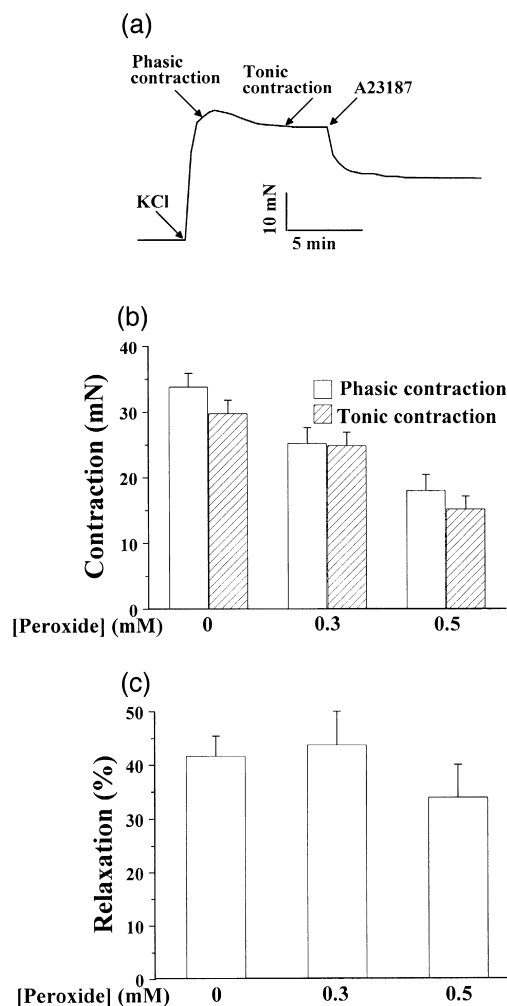 (a)
Phasic
contraction
Tonic
contraction
A23187
KCl
10 mN
5 min
(b)
40
30
20
10
0
Contraction (mN)
Phasic contraction
Tonic contraction
[Peroxide] (mM) 0 0.3 0.5
(c)
50
40
30
20
10
0
Relaxation (%)
[Peroxide] (mM) 0 0.3 0.5